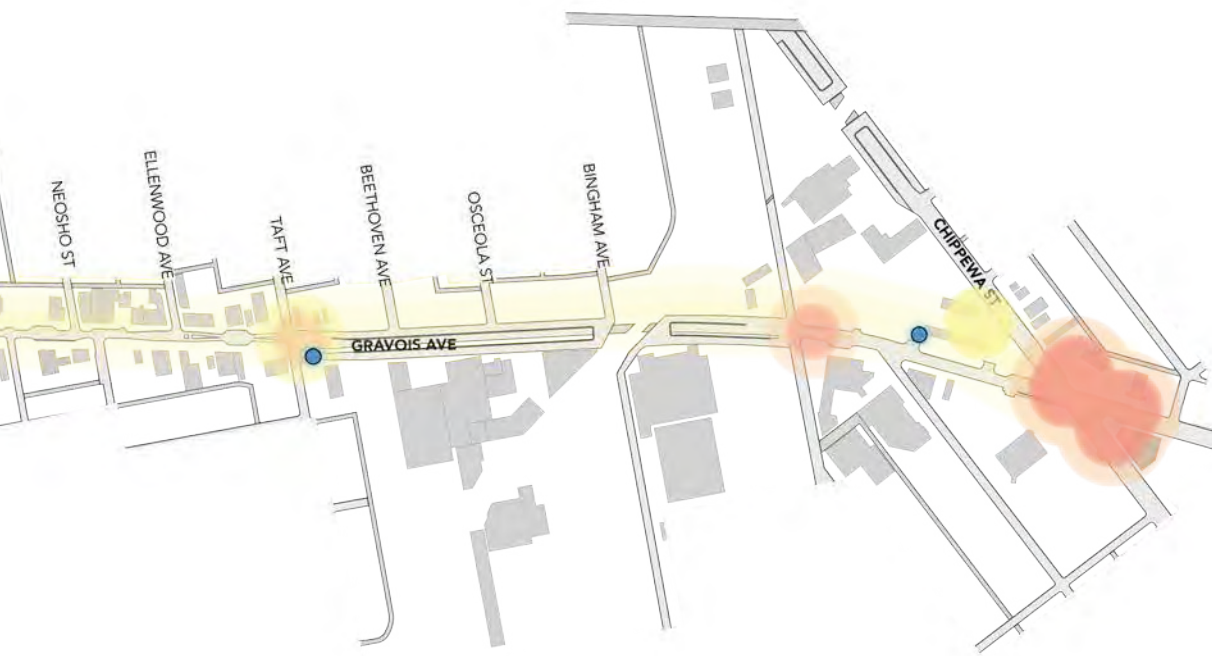 NEOSHO ST
ELLENWOOD AVE
TAFT AVE
BEETHOVEN AVE
OSCEOLA ST
BINGHAM AVE
CHIPPEWA ST
GRAVOIS AVE